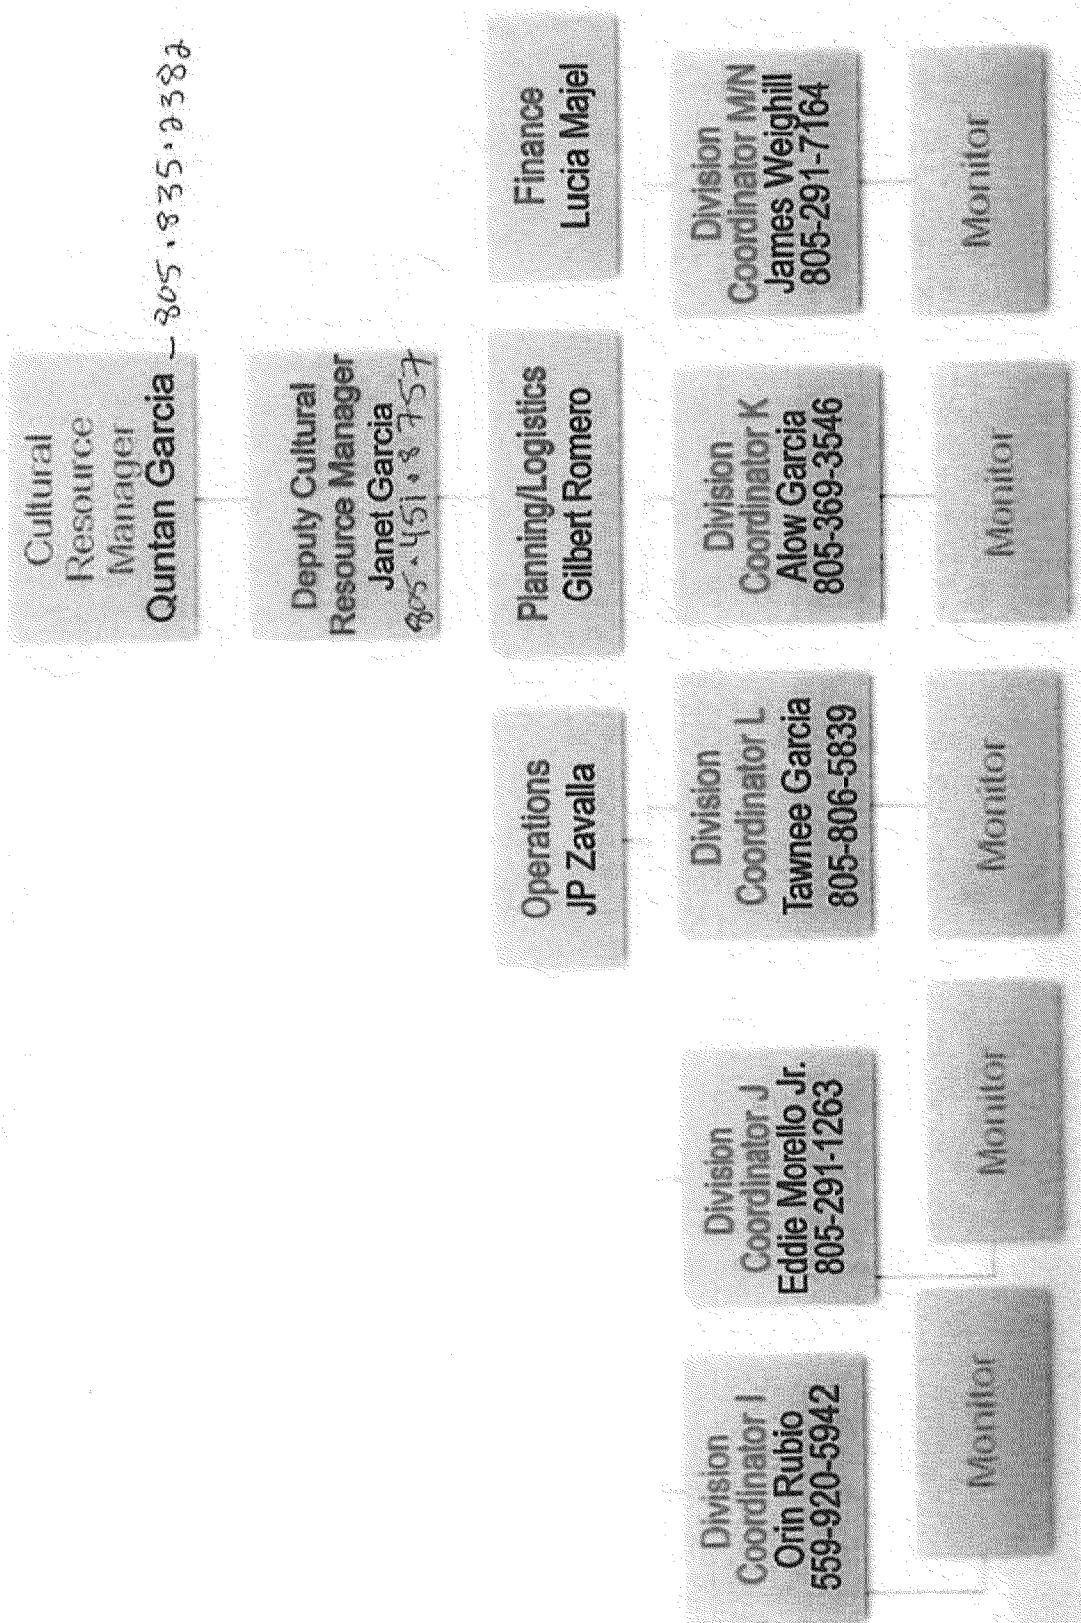 Cultural
Resource
Manager
Quntan Garcia - 805.835.2382
Deputy Cultural
Resource Manager
Janet Garcia
805.451.8757
Operations
JP Zavalla
Planning/Logistics
Gilbert Romero
Finance
Lucia Majel
Division
Coordinator I
Orin Rubio
559-920-5942
Division
Coordinator J
Eddie Morello Jr.
805-291-1263
Division
Coordinator L
Tawnee Garcia
805-806-5839
Division
Coordinator K
Alow Garcia
805-369-3546
Division
Coordinator M/N
James Weighill
805-291-7164
Monitor
Monitor
Monitor
Monitor
Monitor